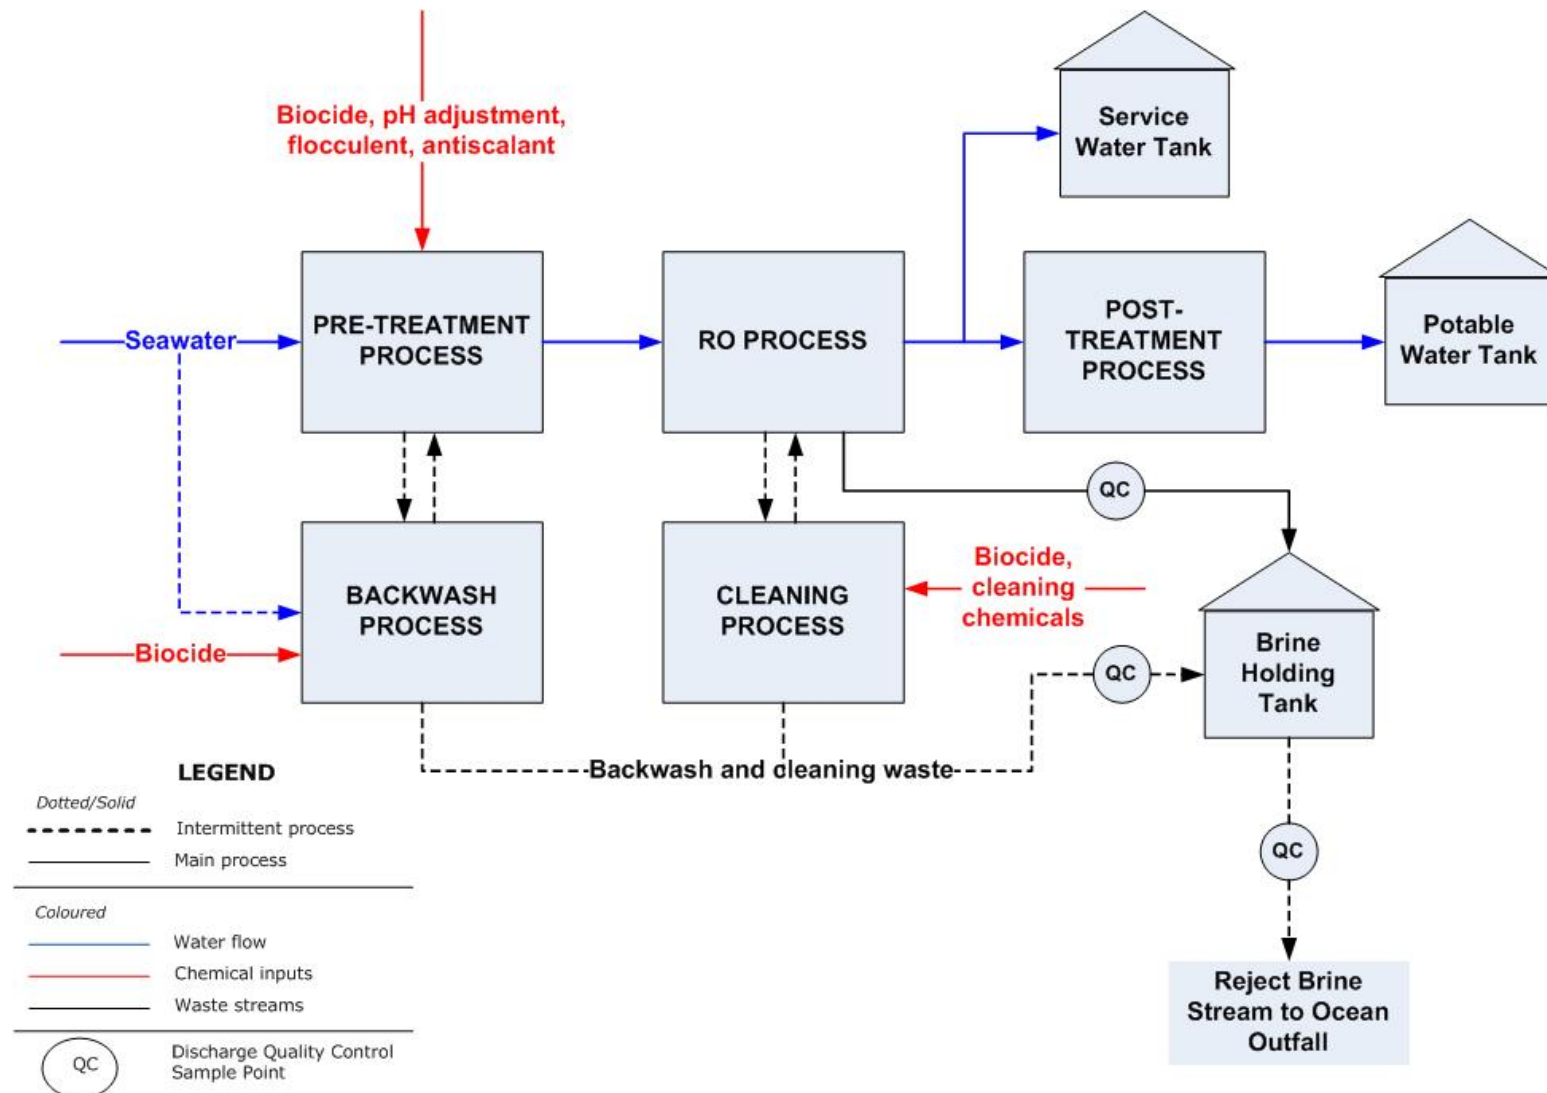 Biocide, pH adjustment,
flocculent, antiscalant
Service
Water Tank
Seawater
PRE-TREATMENT
PROCESS
RO PROCESS
POST-
TREATMENT
PROCESS
Potable
Water Tank
QC
BACKWASH
PROCESS
CLEANING
PROCESS
Biocide,
cleaning
chemicals
Biocide
QC
Brine
Holding
Tank
Backwash and cleaning waste
QC
Reject Brine
Stream to Ocean
Outfall
LEGEND
Dotted/Solid
Intermittent process
Main process
Coloured
Water flow
Chemical inputs
Waste streams
QC
Discharge Quality Control
Sample Point